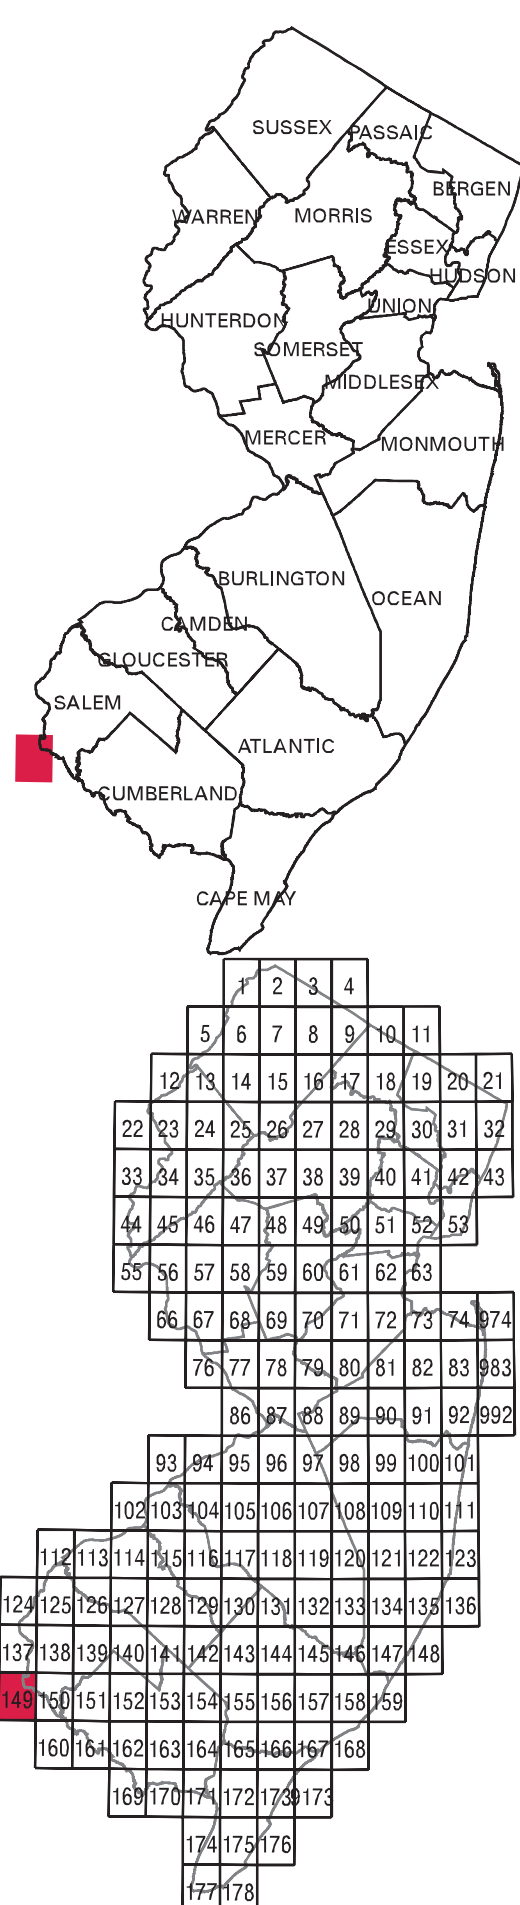 SUSSEX
PASSAIC
BERGEN
WARREN
MORRIS
ESSEX
HUDSON
UNION
HUNTERDON
SOMERSET
MIDDLESEX
MERCER
MONMOUTH
BURLINGTON
OCEAN
CAMDEN
GLOUCESTER
SALEM
ATLANTIC
CUMBERLAND
CAPE MAY
1 2 3 4
5 6 7 8 9 10 11
12 13 14 15 16 17 18 19 20 21
22 23 24 25 26 27 28 29 30 31 32
33 34 35 36 37 38 39 40 41 42 43
44 45 46 47 48 49 50 51 52 53
55 56 57 58 59 60 61 62 63
66 67 68 69 70 71 72 73 74 974
76 77 78 79 80 81 82 83 983
86 87 88 89 90 91 92 992
93 94 95 96 97 98 99 100 101
102 103 104 105 106 107 108 109 110 111
112 113 114 115 116 117 118 119 120 121 122 123
124 125 126 127 128 129 130 131 132 133 134 135 136
137 138 139 140 141 142 143 144 145 146 147 148
149 150 151 152 153 154 155 156 157 158 159
160 161 162 163 164 165 166 167 168
169 170 171 172 173 9173
174 175 176
177 178